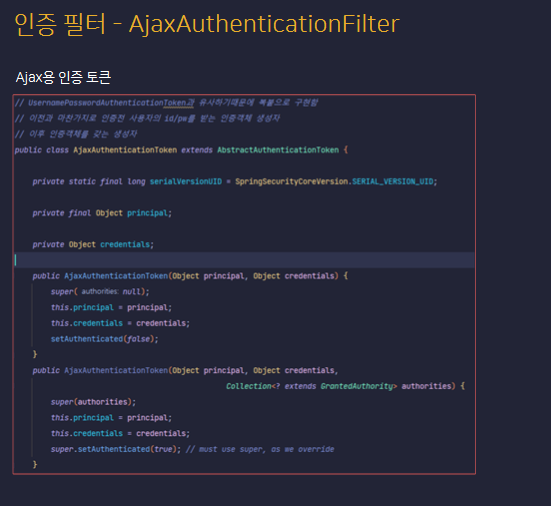 인증 필터 - AjaxAuthenticationFilter
Ajax용 인증 토큰
// UsernamePasswordAuthenticationToken과 유사하기때문에 복붙으로 구현함
// 이전과 마찬가지로 인증전 사용자의 id/pw를 받는 인증객체 생성자
// 이후 인증객체를 갖는 생성자
public class AjaxAuthenticationToken extends AbstractAuthenticationToken {
private static final long serialVersionUID = SpringSecurityCoreVersion.SERIAL_VERSION_UID;
private final Object principal;
private Object credentials;
public AjaxAuthenticationToken(Object principal, Object credentials) {
super( authorities: null);
this.principal = principal;
this.credentials = credentials;
setAuthenticated(false);
}
public AjaxAuthenticationToken(Object principal, Object credentials,
Collection<? extends GrantedAuthority> authorities) {
super(authorities);
this.principal = principal;
this.credentials = credentials;
super.setAuthenticated(true); // must use super, as we override
}